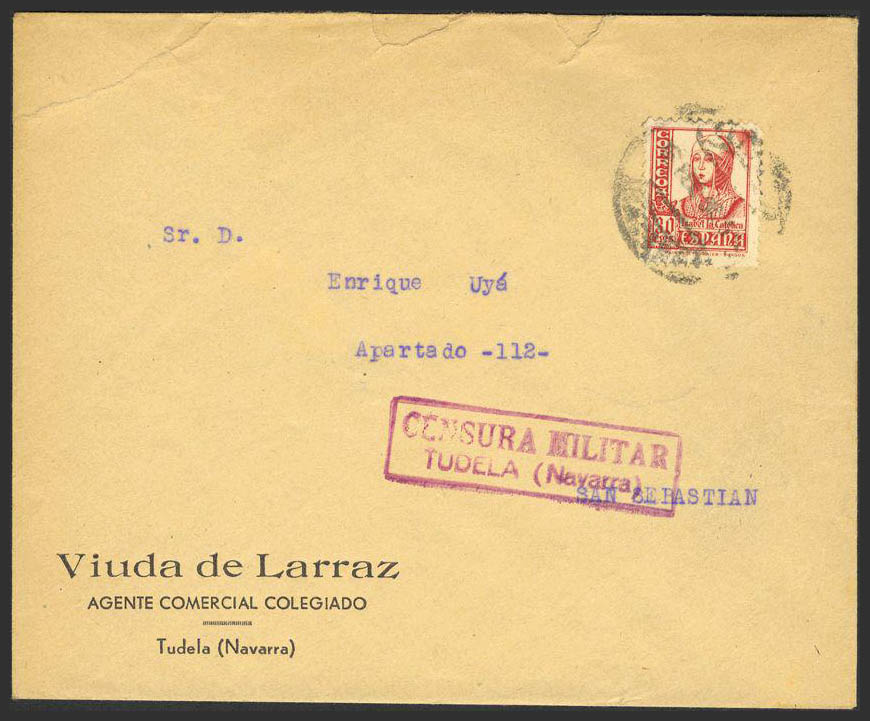 CORREOS
30
CTS
Isabel la Católica
ESPAÑA
Sr. D.
Enrique Uyá
Apartado -112-
CENSURA MILITAR
TUDELA (Navarra)
SAN SEBASTIAN
Viuda de Larraz
AGENTE COMERCIAL COLEGIADO
Tudela (Navarra)